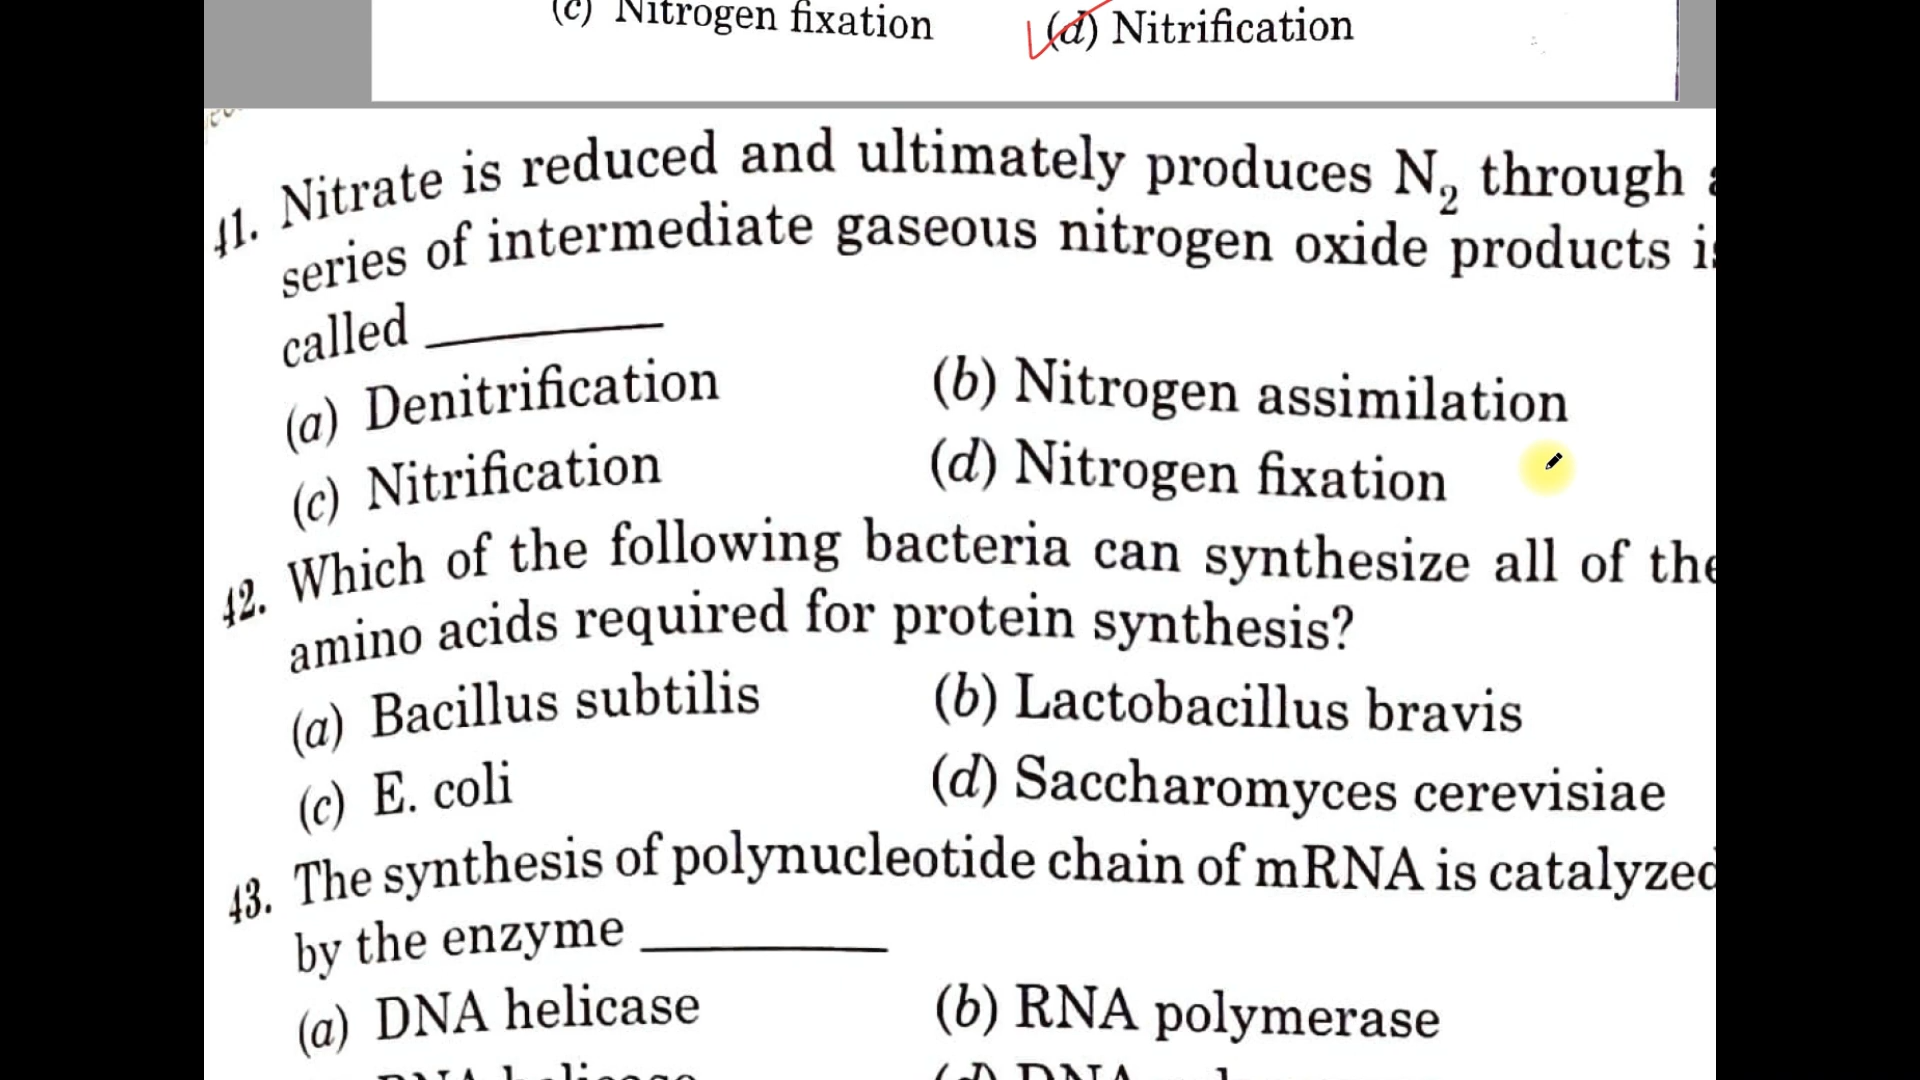 (c) Nitrogen fixation (d) Nitrification
41. Nitrate is reduced and ultimately produces N₂ through
series of intermediate gaseous nitrogen oxide products is
called ________
(a) Denitrification (b) Nitrogen assimilation
(c) Nitrification (d) Nitrogen fixation
42. Which of the following bacteria can synthesize all of the
amino acids required for protein synthesis?
(a) Bacillus subtilis (b) Lactobacillus bravis
(c) E. coli (d) Saccharomyces cerevisiae
43. The synthesis of polynucleotide chain of mRNA is catalyzed
by the enzyme ________
(a) DNA helicase (b) RNA polymerase
(d) DNA